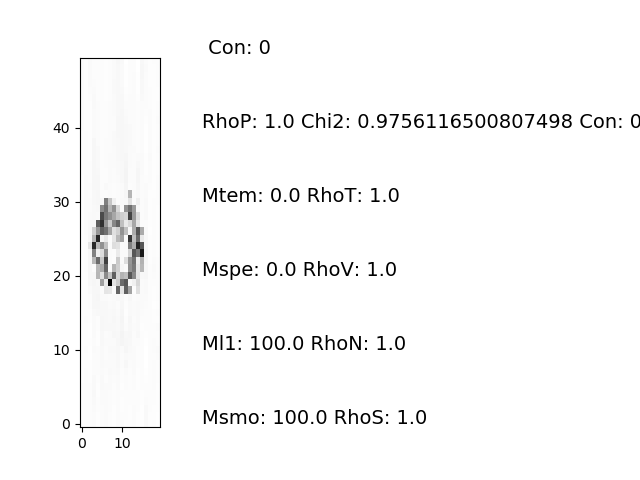 Con: 0
RhoP: 1.0 Chi2: 0.9756116500807498 Con: 0
Mtem: 0.0 RhoT: 1.0
Mspe: 0.0 RhoV: 1.0
Ml1: 100.0 RhoN: 1.0
Msmo: 100.0 RhoS: 1.0
40
30
20
10
0
0 10